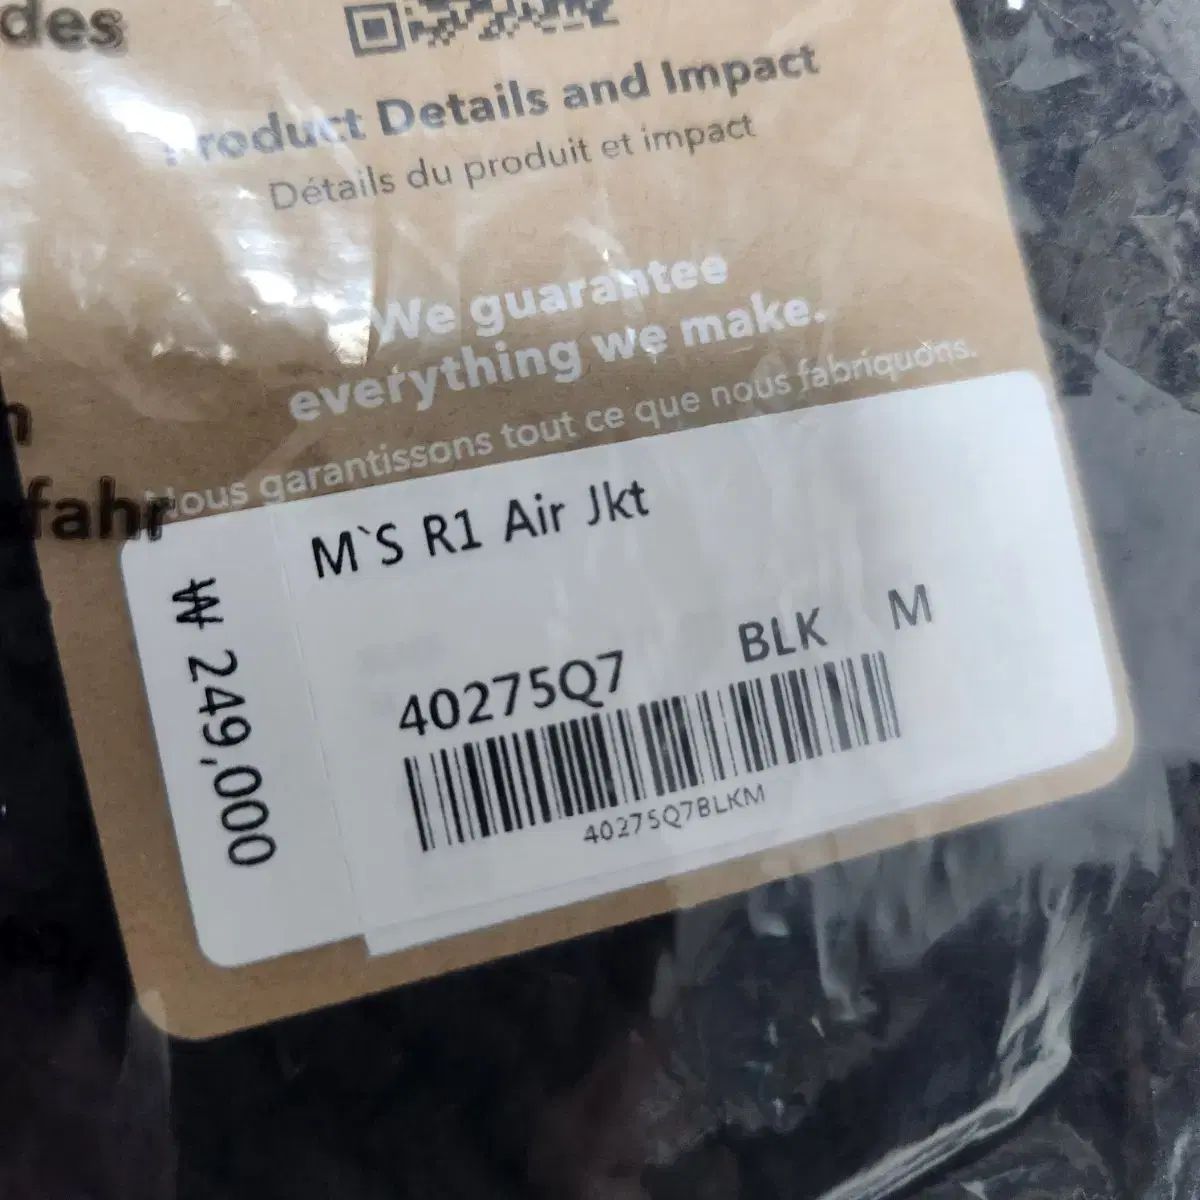 des
Product Details and Impact
Détails du produit et impact
We guarantee
everything we make.
Nous garantissons tout ce que nous fabriquons.
fahr
M`S R1 Air Jkt
₩ 249,000
40275Q7 BLK M
40275Q7BLKM